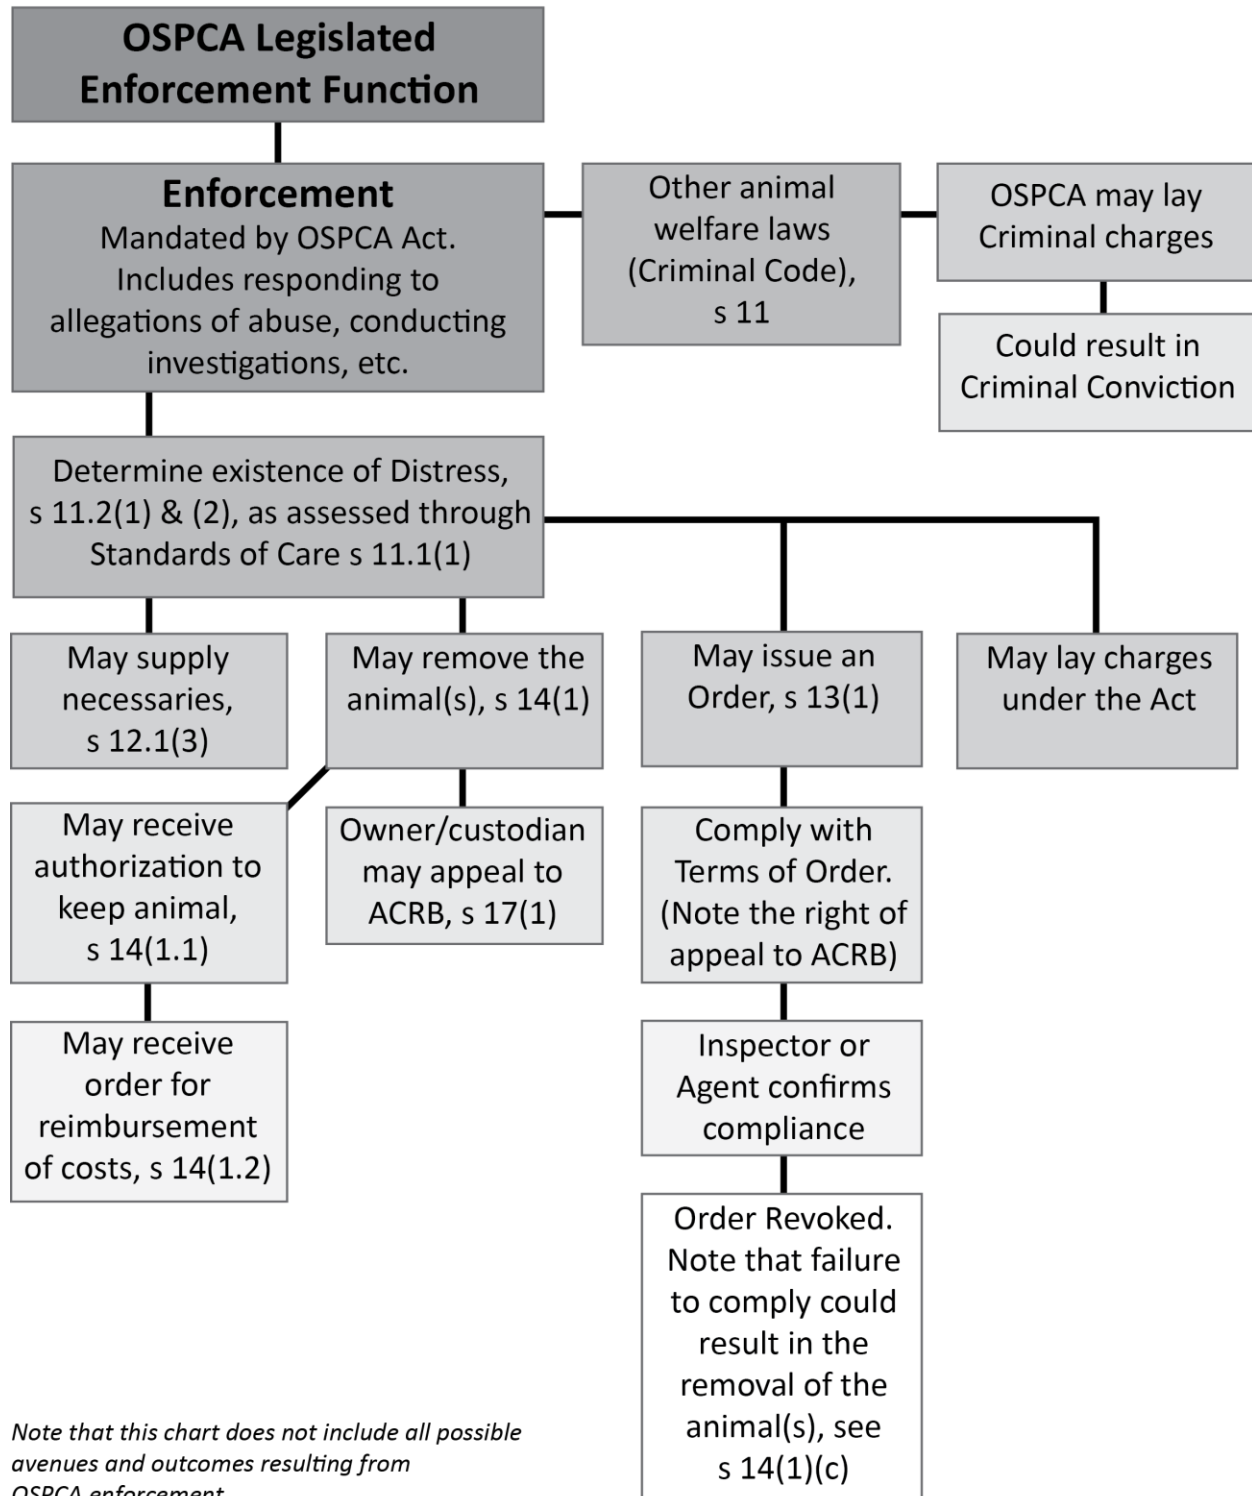 OSPCA Legislated
Enforcement Function
Enforcement
Mandated by OSPCA Act.
Includes responding to
allegations of abuse, conducting
investigations, etc.
Other animal
welfare laws
(Criminal Code),
s 11
OSPCA may lay
Criminal charges
Could result in
Criminal Conviction
Determine existence of Distress,
s 11.2(1) & (2), as assessed through
Standards of Care s 11.1(1)
May supply
necessaries,
s 12.1(3)
May remove the
animal(s), s 14(1)
May issue an
Order, s 13(1)
May lay charges
under the Act
May receive
authorization to
keep animal,
s 14(1.1)
Owner/custodian
may appeal to
ACRB, s 17(1)
Comply with
Terms of Order.
(Note the right of
appeal to ACRB)
May receive
order for
reimbursement
of costs, s 14(1.2)
Inspector or
Agent confirms
compliance
Order Revoked.
Note that failure
to comply could
result in the
removal of the
animal(s), see
s 14(1)(c)
Note that this chart does not include all possible
avenues and outcomes resulting from
OSPCA enforcement